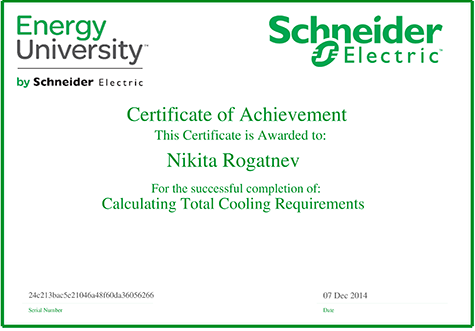 Energy
University™
by Schneider Electric
Schneider
Electric™
Certificate of Achievement
This Certificate is Awarded to:
Nikita Rogatnev
For the successful completion of:
Calculating Total Cooling Requirements
24c213bac5c21046a48f60da36056266
07 Dec 2014
Serial Number
Date